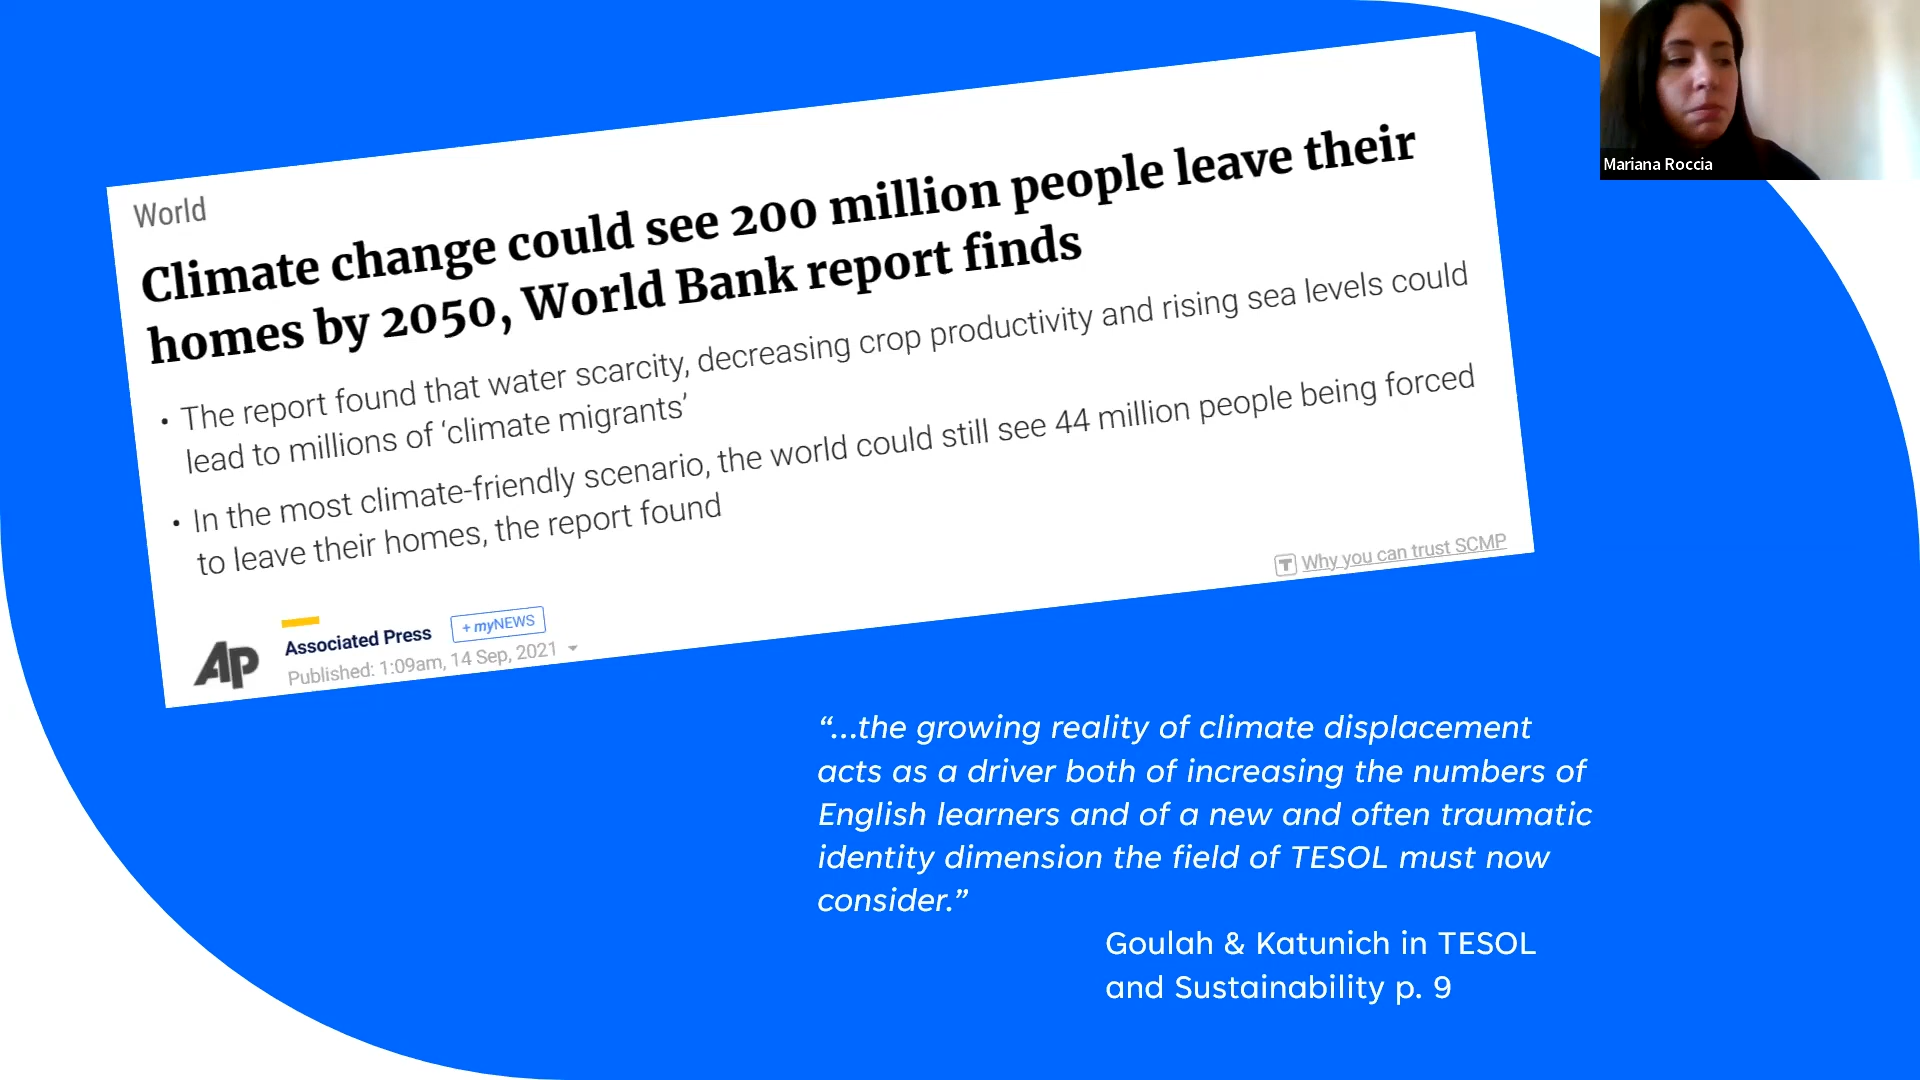 World
Climate change could see 200 million people leave their
homes by 2050, World Bank report finds
• The report found that water scarcity, decreasing crop productivity and rising sea levels could
lead to millions of ‘climate migrants’
• In the most climate-friendly scenario, the world could still see 44 million people being forced
to leave their homes, the report found
Why you can trust SCMP
AP
Associated Press
+ myNEWS
Published: 1:09am, 14 Sep, 2021
“...the growing reality of climate displacement
acts as a driver both of increasing the numbers of
English learners and of a new and often traumatic
identity dimension the field of TESOL must now
consider.”
Goulah & Katunich in TESOL
and Sustainability p. 9
Mariana Roccia